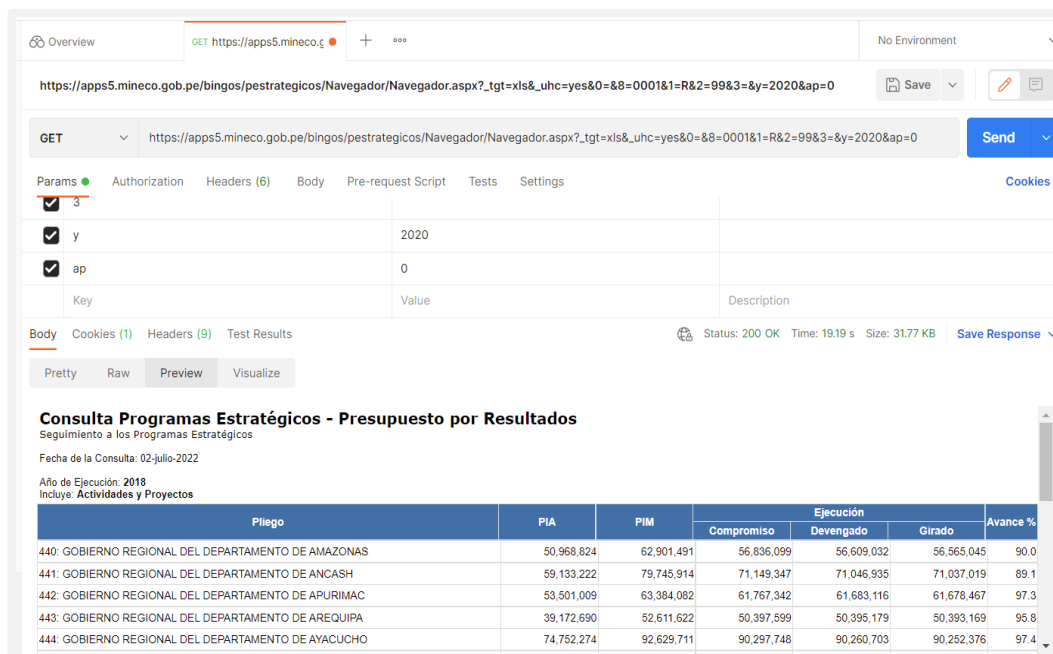 Overview
GET https://apps5.mineco.g
No Environment
https://apps5.mineco.gob.pe/bingos/pestrategicos/Navegador/Navegador.aspx?_tgt=xls&_uhc=yes&0=&8=0001&1=R&2=99&3=&y=2020&ap=0
Save
GET
https://apps5.mineco.gob.pe/bingos/pestrategicos/Navegador/Navegador.aspx?_tgt=xls&_uhc=yes&0=&8=0001&1=R&2=99&3=&y=2020&ap=0
Send
Params Authorization Headers (6) Body Pre-request Script Tests Settings Cookies
3
y 2020
ap 0
Key Value Description
Body Cookies (1) Headers (9) Test Results Status: 200 OK Time: 19.19 s Size: 31.77 KB Save Response
Pretty Raw Preview Visualize
Consulta Programas Estratégicos - Presupuesto por Resultados
Seguimiento a los Programas Estratégicos
Fecha de la Consulta: 02-julio-2022
Año de Ejecución: 2018
Incluye: Actividades y Proyectos
Pliego PIA PIM Ejecución Avance %
Compromiso Devengado Girado
440: GOBIERNO REGIONAL DEL DEPARTAMENTO DE AMAZONAS 50,968,824 62,901,491 56,836,099 56,609,032 56,565,045 90.0
441: GOBIERNO REGIONAL DEL DEPARTAMENTO DE ANCASH 59,133,222 79,745,914 71,149,347 71,046,935 71,037,019 89.1
442: GOBIERNO REGIONAL DEL DEPARTAMENTO DE APURIMAC 53,501,009 63,384,082 61,767,342 61,683,116 61,678,467 97.3
443: GOBIERNO REGIONAL DEL DEPARTAMENTO DE AREQUIPA 39,172,690 52,611,622 50,397,599 50,395,179 50,393,169 95.8
444: GOBIERNO REGIONAL DEL DEPARTAMENTO DE AYACUCHO 74,752,274 92,629,711 90,297,748 90,260,703 90,252,376 97.4